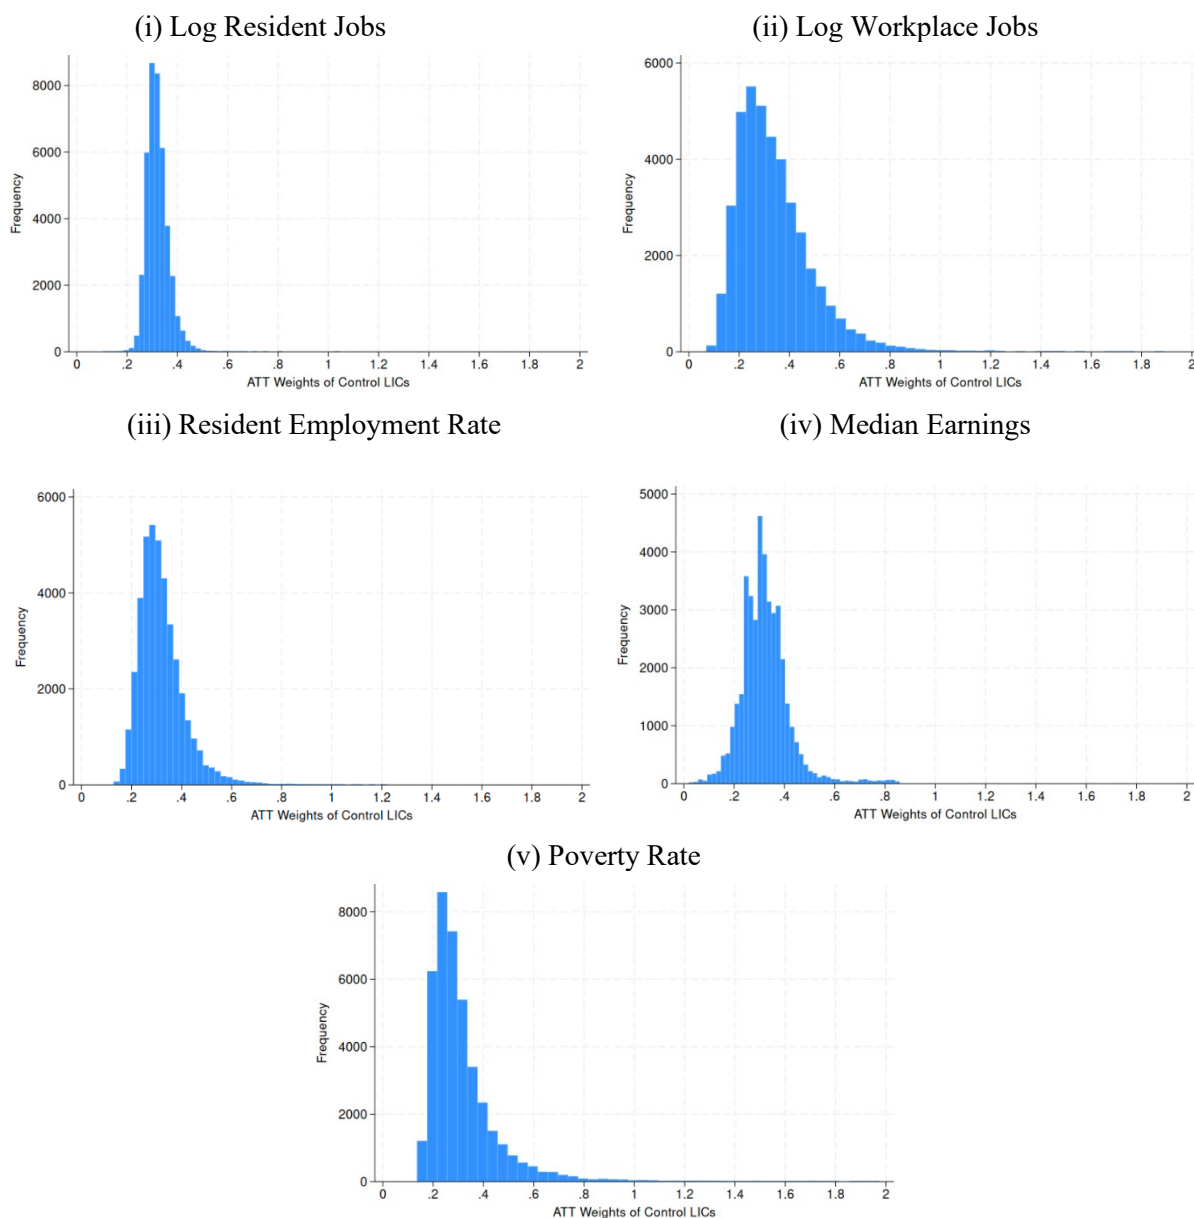 (i) Log Resident Jobs
(ii) Log Workplace Jobs
8000
6000
4000
2000
0
Frequency
0 .2 .4 .6 .8 1 1.2 1.4 1.6 1.8 2
ATT Weights of Control LICs
6000
4000
2000
0
Frequency
0 .2 .4 .6 .8 1 1.2 1.4 1.6 1.8 2
ATT Weights of Control LICs
(iii) Resident Employment Rate
(iv) Median Earnings
6000
4000
2000
0
Frequency
0 .2 .4 .6 .8 1 1.2 1.4 1.6 1.8 2
ATT Weights of Control LICs
5000
4000
3000
2000
1000
0
Frequency
0 .2 .4 .6 .8 1 1.2 1.4 1.6 1.8 2
ATT Weights of Control LICs
(v) Poverty Rate
8000
6000
4000
2000
0
Frequency
0 .2 .4 .6 .8 1 1.2 1.4 1.6 1.8 2
ATT Weights of Control LICs